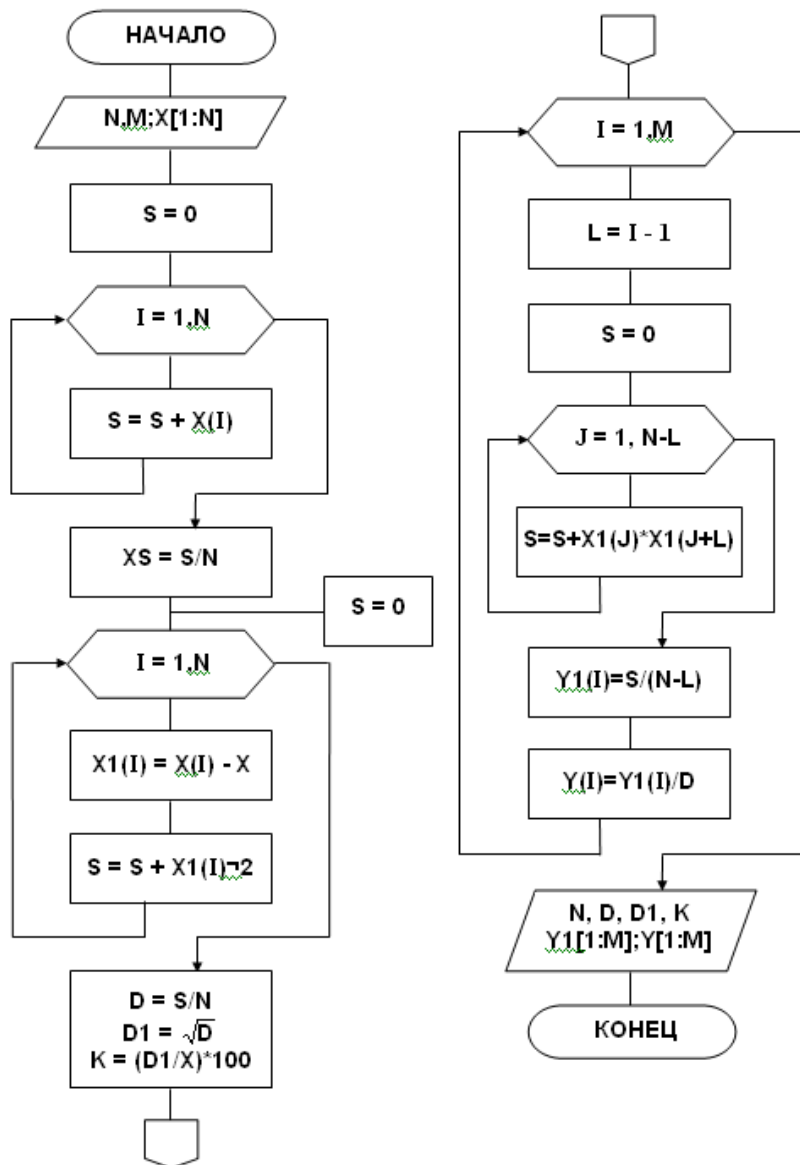 НАЧАЛО
N,M;X[1:N]
S = 0
I = 1,N
S = S + X(I)
XS = S/N
S = 0
I = 1,N
X1(I) = X(I) - X
S = S + X1(I)¬2
D = S/N
D1 = √D
K = (D1/X)*100
I = 1,M
L = I - 1
S = 0
J = 1, N-L
S=S+X1(J)*X1(J+L)
Y1(I)=S/(N-L)
Y(I)=Y1(I)/D
N, D, D1, K
Y1[1:M];Y[1:M]
КОНЕЦ